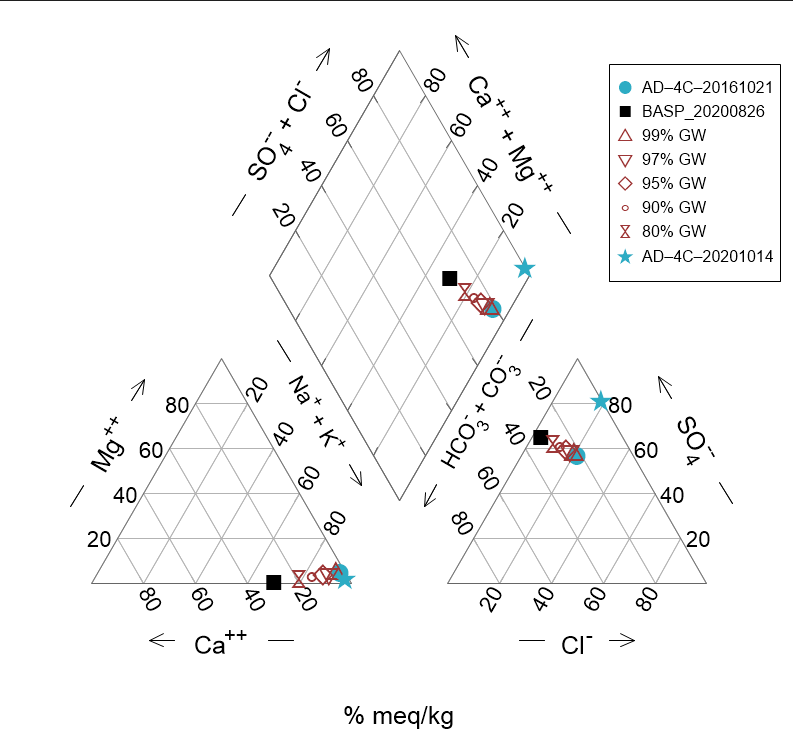 AD–4C–20161021
BASP_20200826
99% GW
97% GW
95% GW
90% GW
80% GW
AD–4C–20201014
SO4-- + Cl-
Ca++ + Mg++
80 60 40 20
80 60 40 20
Mg++
Na+ + K+
HCO3- + CO3--
SO4--
80 60 40 20
20 40 60 80
20 40 60 80
80 60 40 20
80 60 40 20
20 40 60 80
Ca++
Cl-
% meq/kg